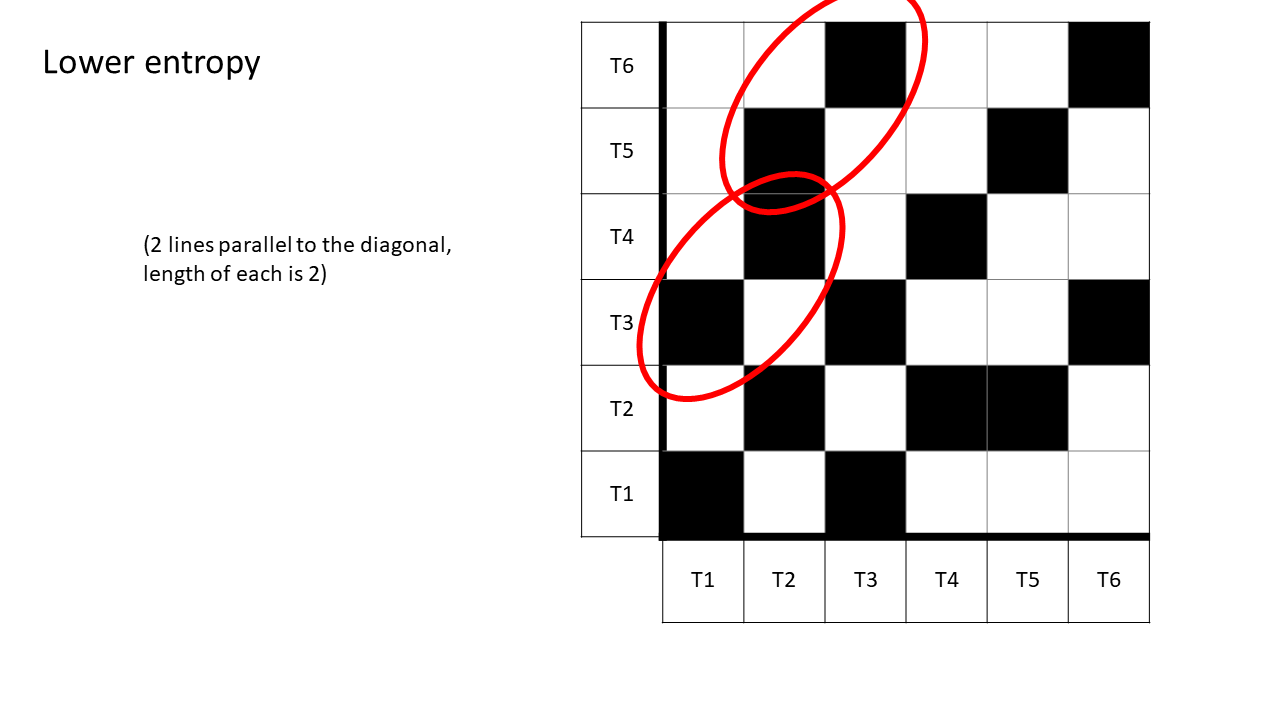 Lower entropy
(2 lines parallel to the diagonal,
length of each is 2)
T6
T5
T4
T3
T2
T1
T1 T2 T3 T4 T5 T6